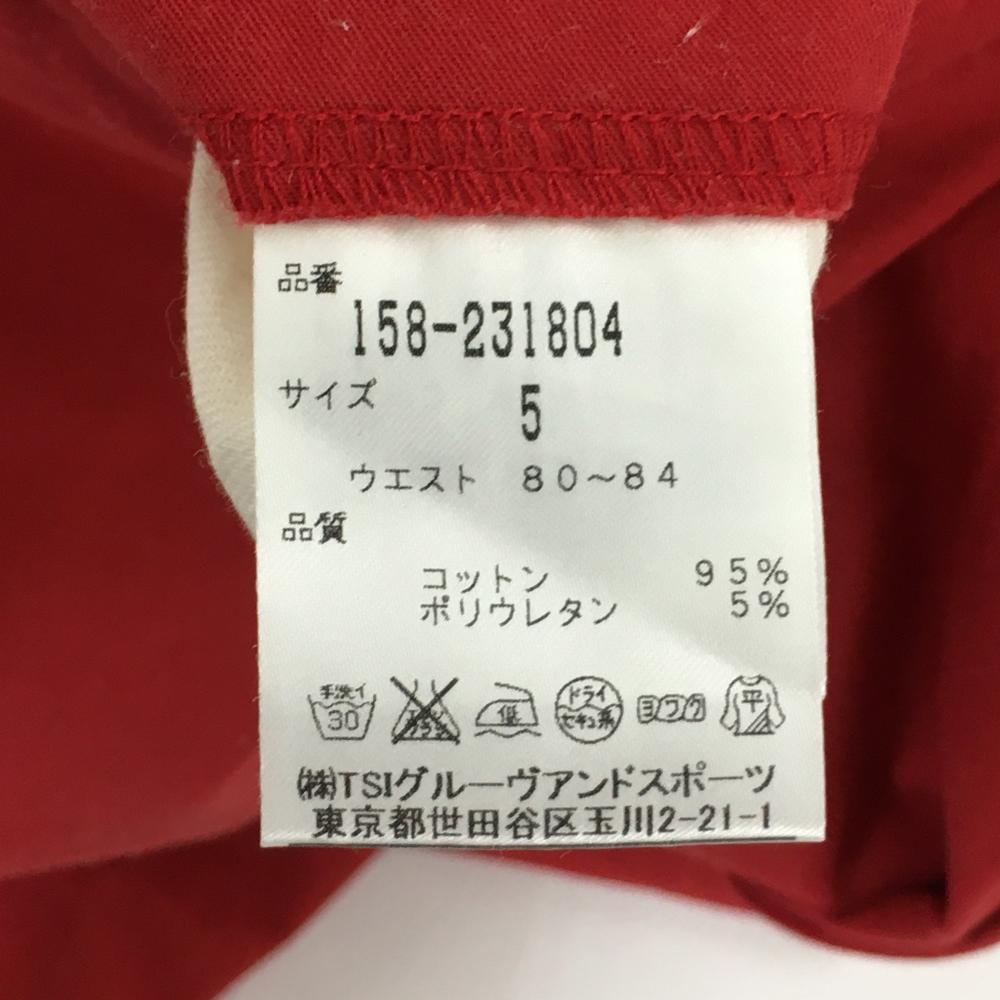 品番
158-231804
サイズ 5
ウエスト 80～84
品質
コットン 95%
ポリウレタン 5%
手洗イ 30 低 ドライ セキユ系 ヨワク 平
㈱TSIグルーヴアンドスポーツ
東京都世田谷区玉川2-21-1